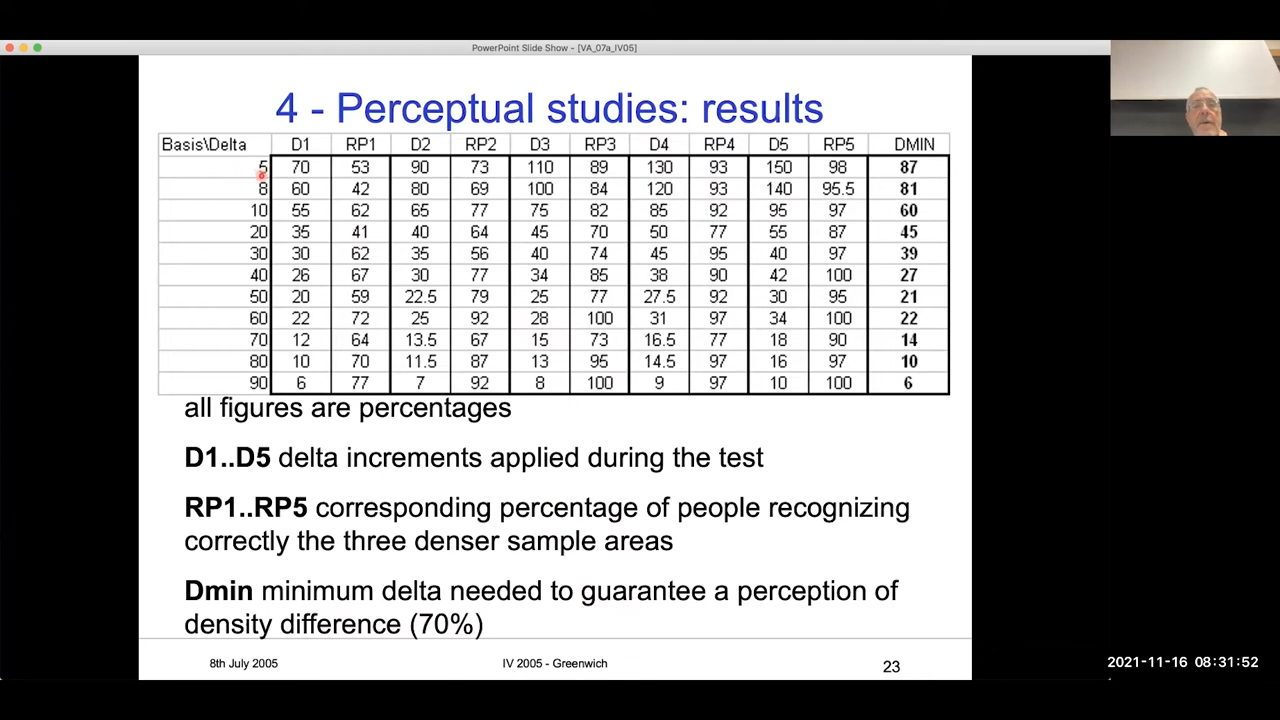 PowerPoint Slide Show - [VA_07a_IV05]
4 - Perceptual studies: results
Basis\Delta D1 RP1 D2 RP2 D3 RP3 D4 RP4 D5 RP5 DMIN
5 70 53 90 73 110 89 130 93 150 98 87
8 60 42 80 69 100 84 120 93 140 95.5 81
10 55 62 65 77 75 82 85 92 95 97 60
20 35 41 40 64 45 70 50 77 55 87 45
30 30 62 35 56 40 74 45 95 40 97 39
40 26 67 30 77 34 85 38 90 42 100 27
50 20 59 22.5 79 25 77 27.5 92 30 95 21
60 22 72 25 92 28 100 31 97 34 100 22
70 12 64 13.5 67 15 73 16.5 77 18 90 14
80 10 70 11.5 87 13 95 14.5 97 16 97 10
90 6 77 7 92 8 100 9 97 10 100 6
all figures are percentages
D1..D5 delta increments applied during the test
RP1..RP5 corresponding percentage of people recognizing
correctly the three denser sample areas
Dmin minimum delta needed to guarantee a perception of
density difference (70%)
8th July 2005 IV 2005 - Greenwich 23
2021-11-16 08:31:52